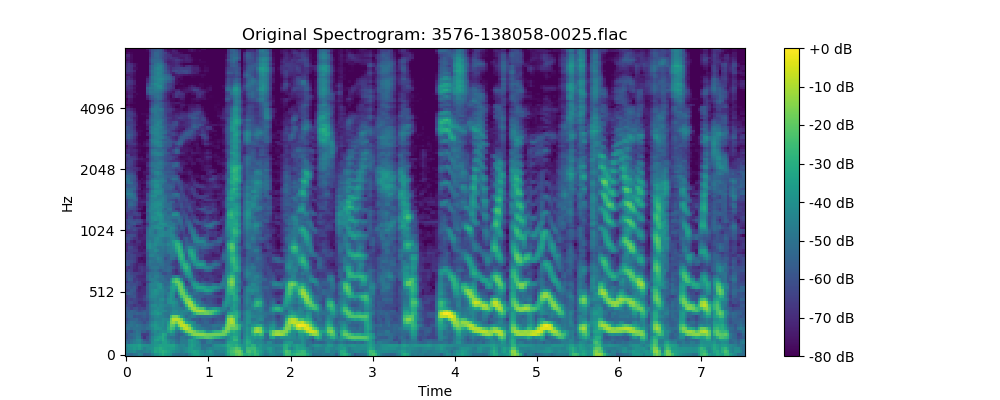 Original Spectrogram: 3576-138058-0025.flac
Hz
4096
2048
1024
512
0
0 1 2 3 4 5 6 7
Time
+0 dB
-10 dB
-20 dB
-30 dB
-40 dB
-50 dB
-60 dB
-70 dB
-80 dB